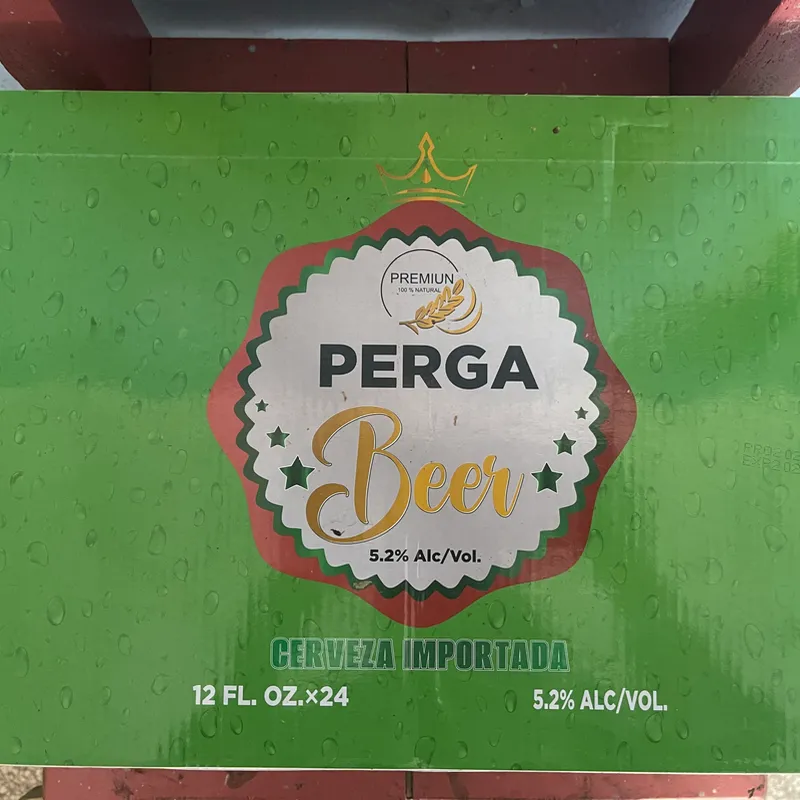 PREMIUN
100 % NATURAL
PERGA
Beer
5.2% Alc/Vol.
CERVEZA IMPORTADA
12 FL. OZ.×24
5.2% ALC/VOL.